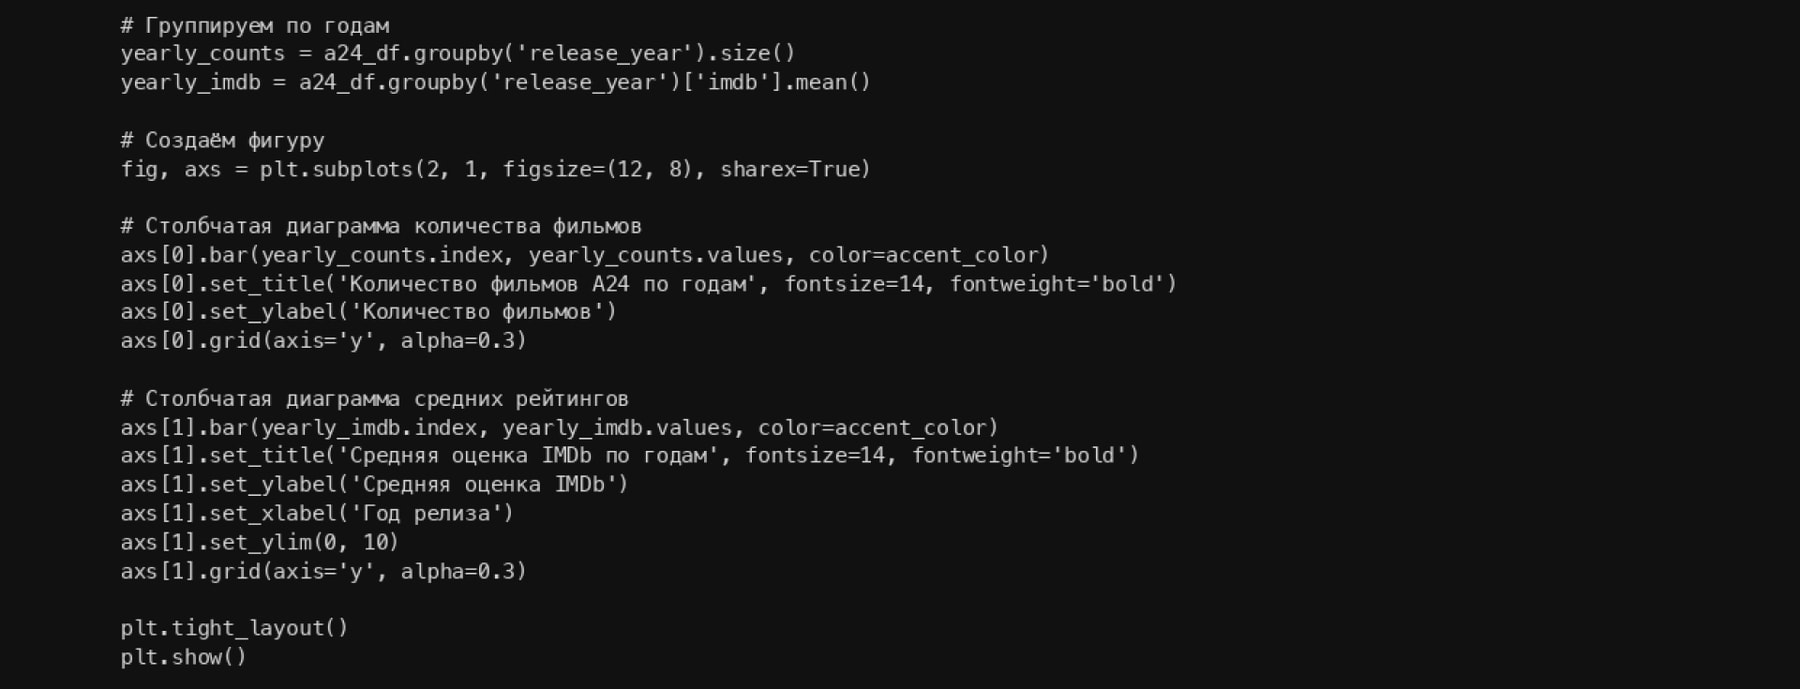 # Группируем по годам
yearly_counts = a24_df.groupby('release_year').size()
yearly_imdb = a24_df.groupby('release_year')['imdb'].mean()
# Создаём фигуру
fig, axs = plt.subplots(2, 1, figsize=(12, 8), sharex=True)
# Столбчатая диаграмма количества фильмов
axs[0].bar(yearly_counts.index, yearly_counts.values, color=accent_color)
axs[0].set_title('Количество фильмов A24 по годам', fontsize=14, fontweight='bold')
axs[0].set_ylabel('Количество фильмов')
axs[0].grid(axis='y', alpha=0.3)
# Столбчатая диаграмма средних рейтингов
axs[1].bar(yearly_imdb.index, yearly_imdb.values, color=accent_color)
axs[1].set_title('Средняя оценка IMDb по годам', fontsize=14, fontweight='bold')
axs[1].set_ylabel('Средняя оценка IMDb')
axs[1].set_xlabel('Год релиза')
axs[1].set_ylim(0, 10)
axs[1].grid(axis='y', alpha=0.3)
plt.tight_layout()
plt.show()